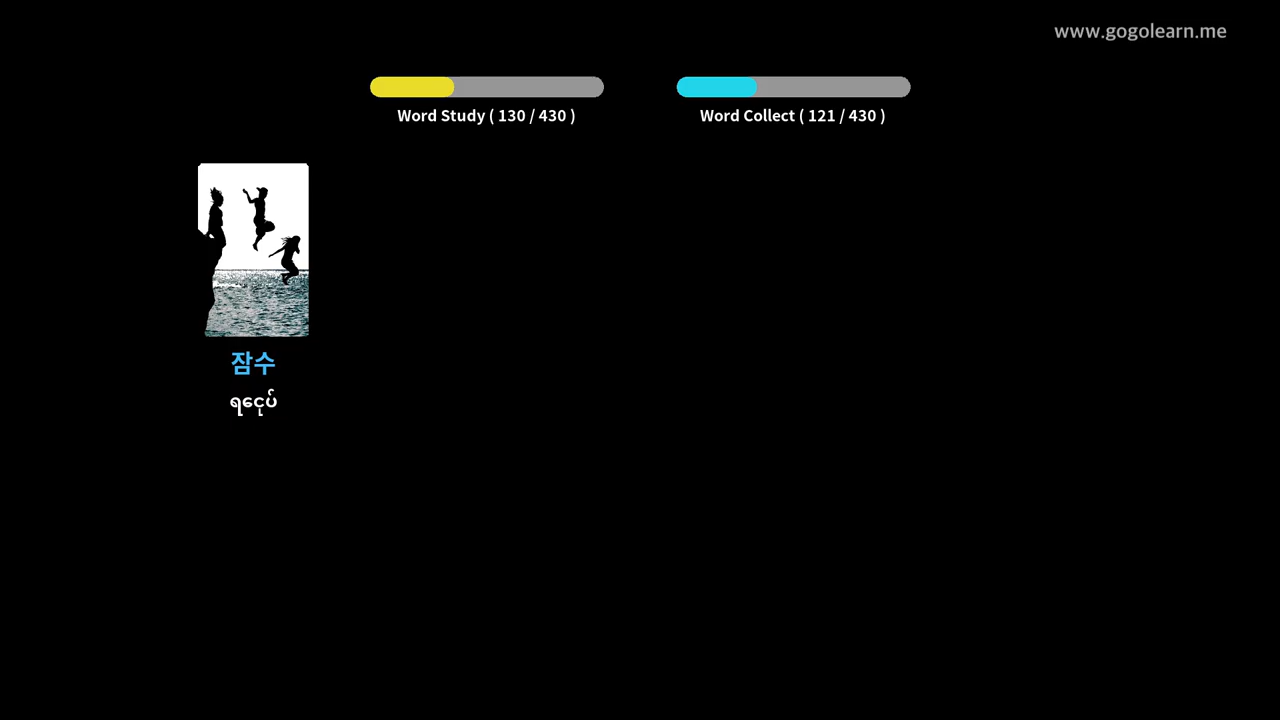 www.gogolearn.me
Word Study ( 130 / 430 )
Word Collect ( 121 / 430 )
잠수
ရငေုပ်